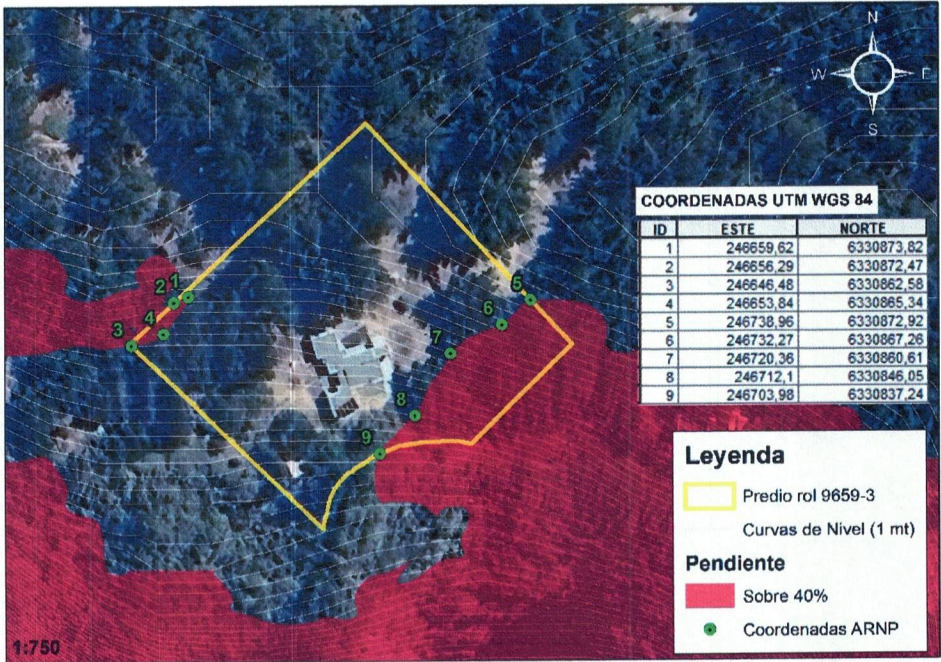 N
W E
S
COORDENADAS UTM WGS 84
ID ESTE NORTE
1 246659,62 6330873,82
2 246656,29 6330872,47
3 246646,48 6330862,58
4 246653,84 6330865,34
5 246738,96 6330872,92
6 246732,27 6330867,26
7 246720,36 6330860,61
8 246712,1 6330846,05
9 246703,98 6330837,24
2 1
3 4
5
6
7
8
9
Leyenda
Predio rol 9659-3
Curvas de Nivel (1 mt)
Pendiente
Sobre 40%
Coordenadas ARNP
1:750